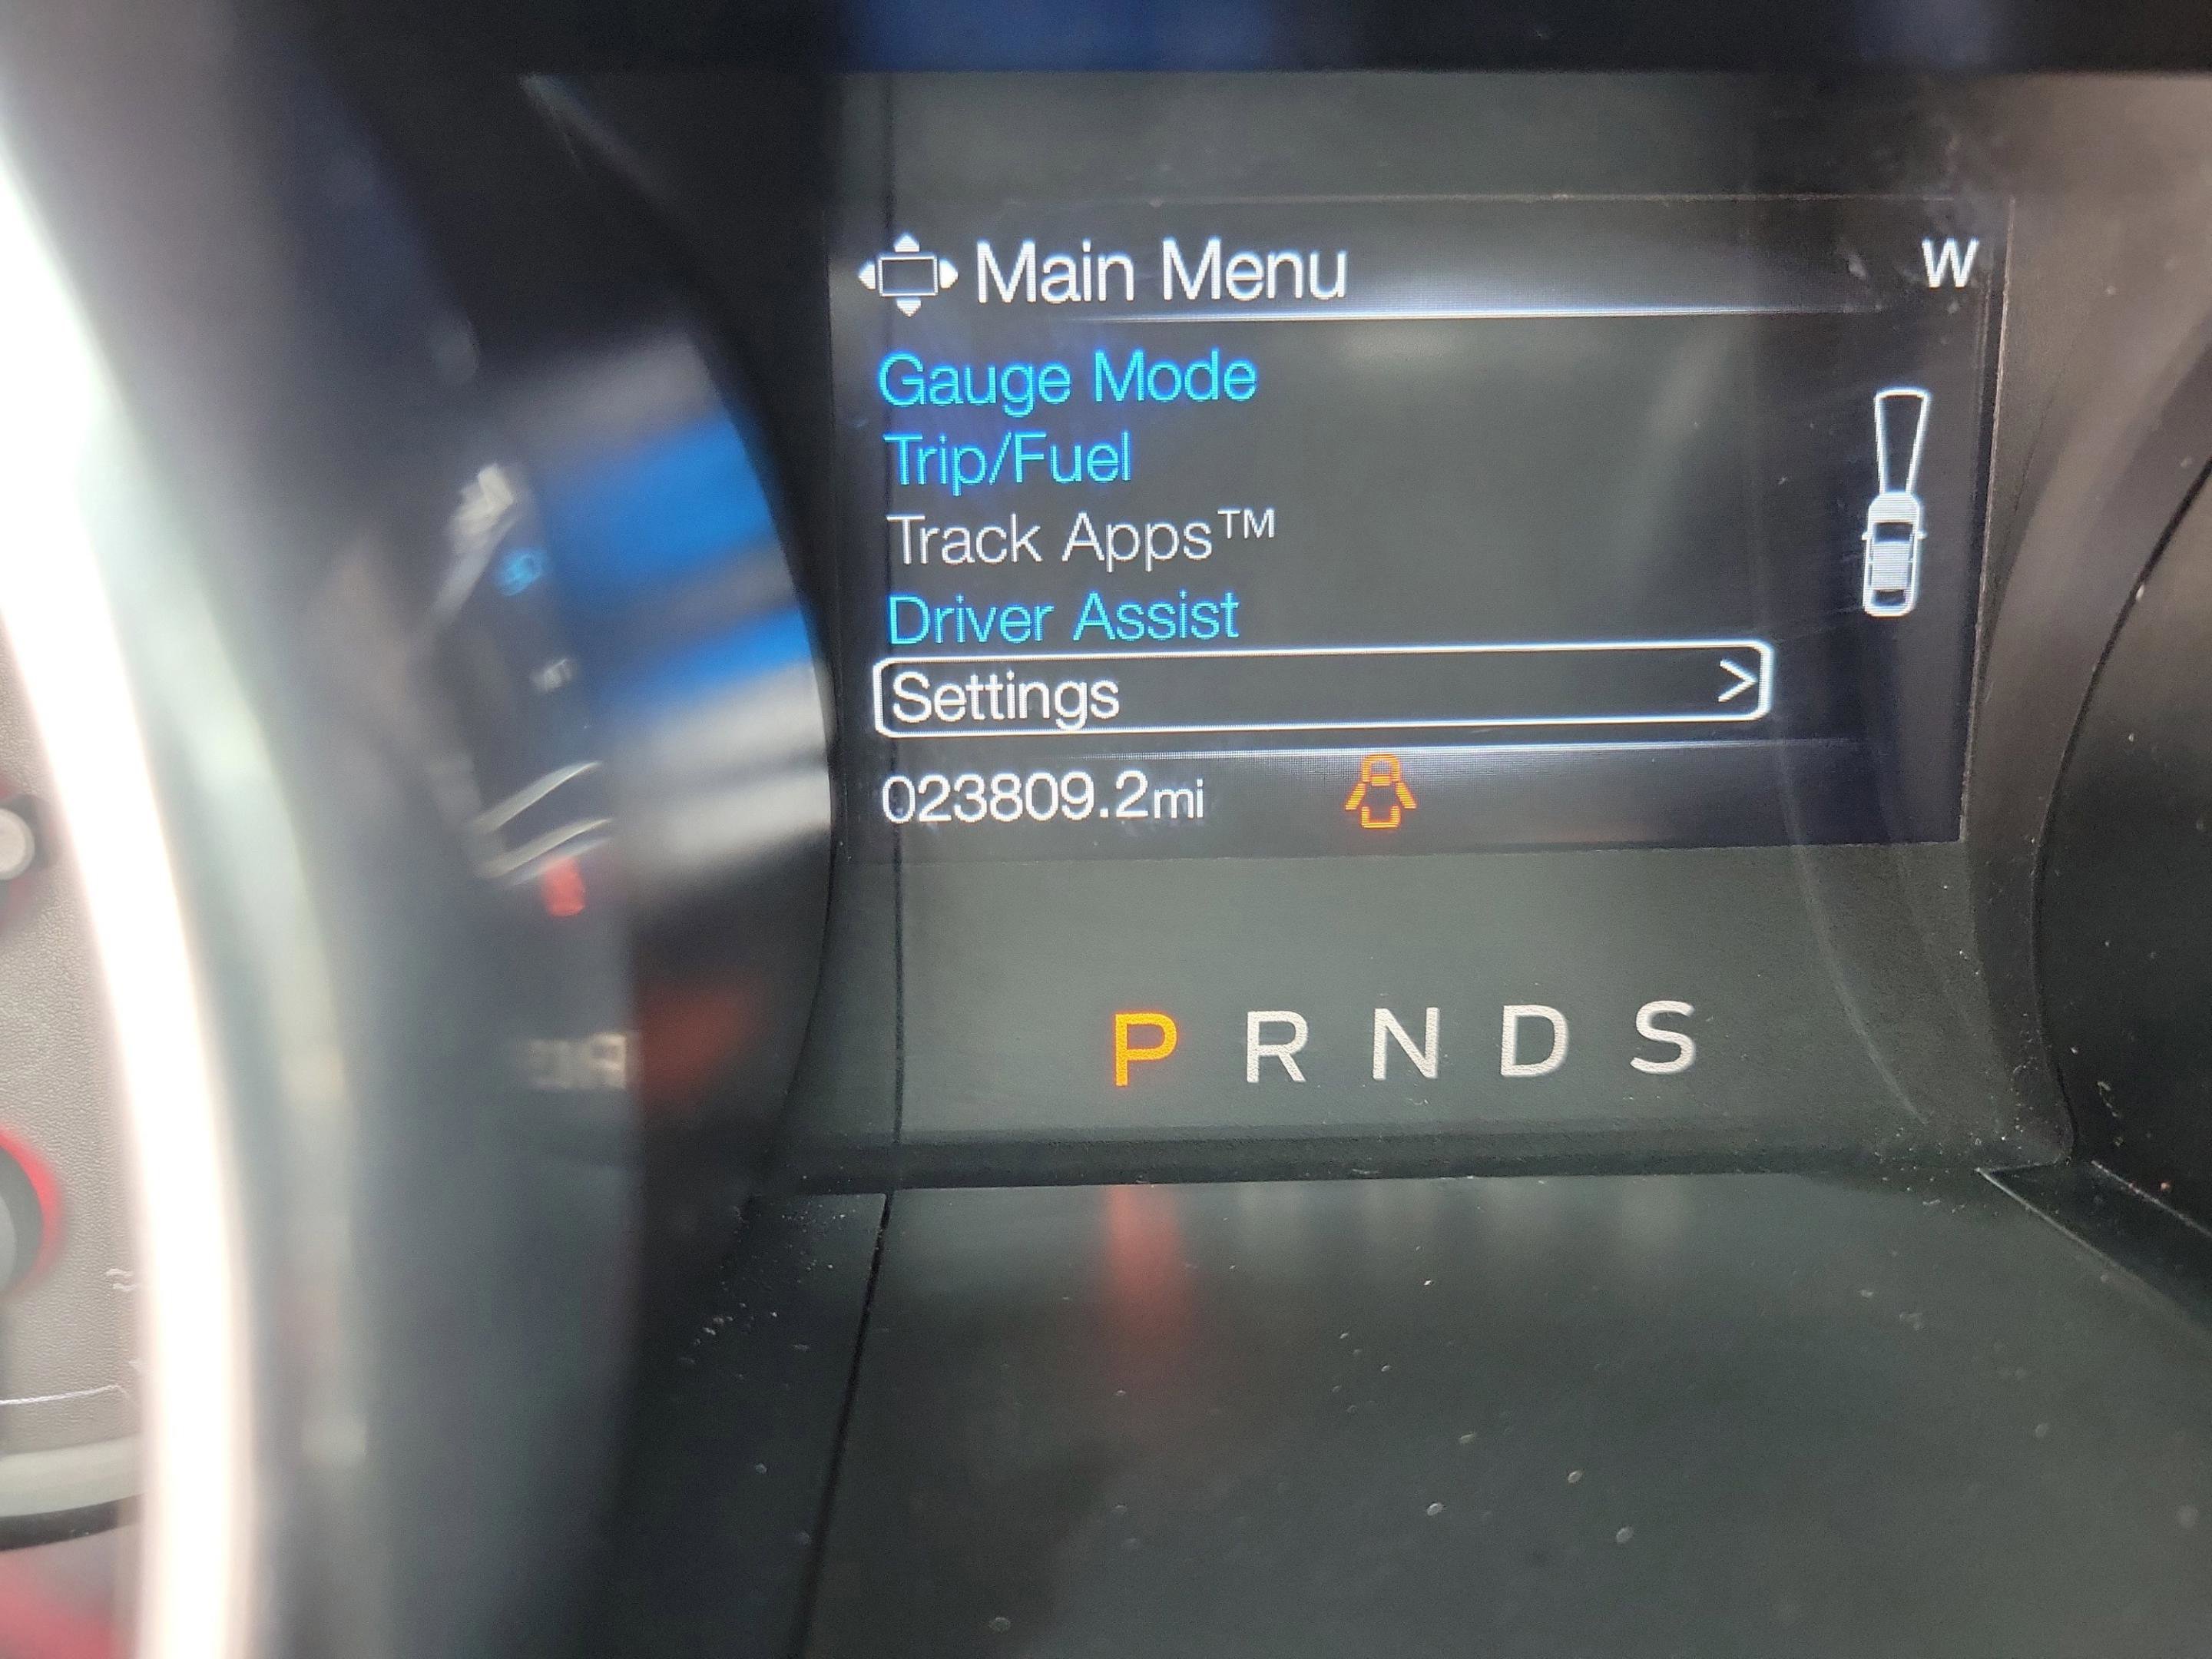 Main Menu W
Gauge Mode
Trip/Fuel
Track Apps™
Driver Assist
Settings >
023809.2mi
P R N D S